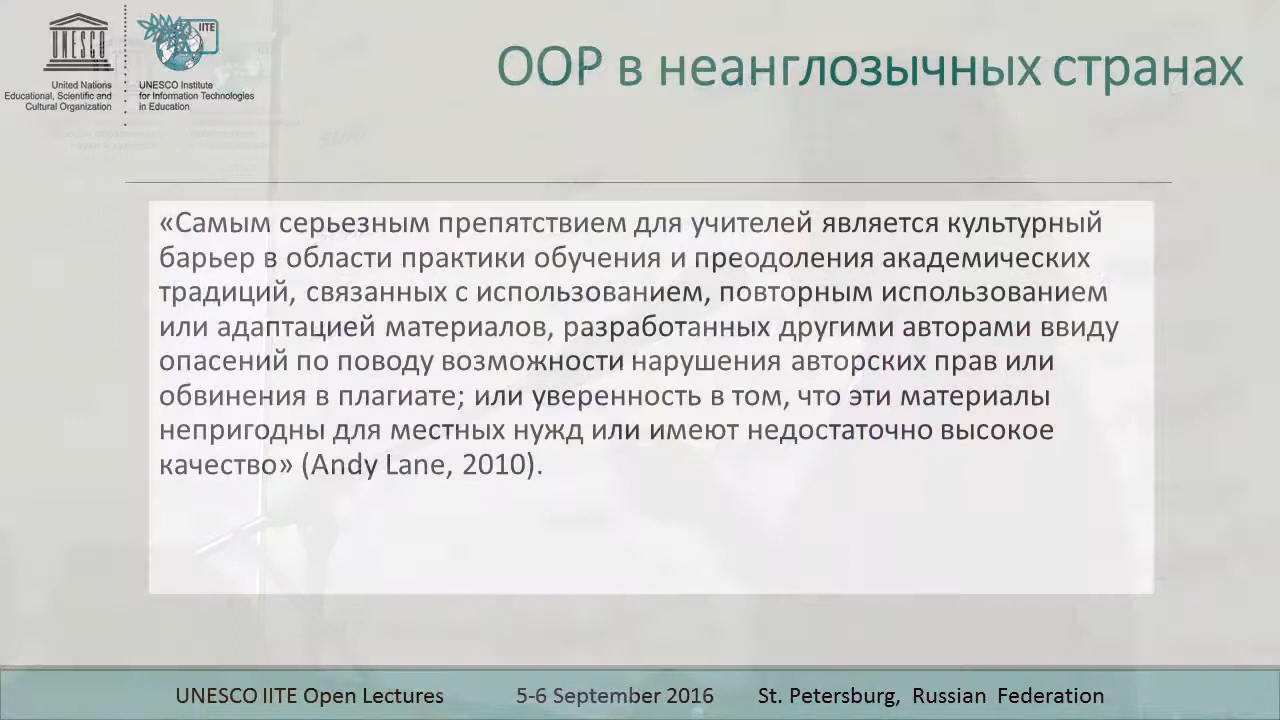 UNESCO
IITE
United Nations
Educational, Scientific and
Cultural Organization
UNESCO Institute
for Information Technologies
in Education
ООР в неанглозычных странах
«Самым серьезным препятствием для учителей является культурный
барьер в области практики обучения и преодоления академических
традиций, связанных с использованием, повторным использованием
или адаптацией материалов, разработанных другими авторами ввиду
опасений по поводу возможности нарушения авторских прав или
обвинения в плагиате; или уверенность в том, что эти материалы
непригодны для местных нужд или имеют недостаточно высокое
качество» (Andy Lane, 2010).
UNESCO IITE Open Lectures 5-6 September 2016 St. Petersburg, Russian Federation